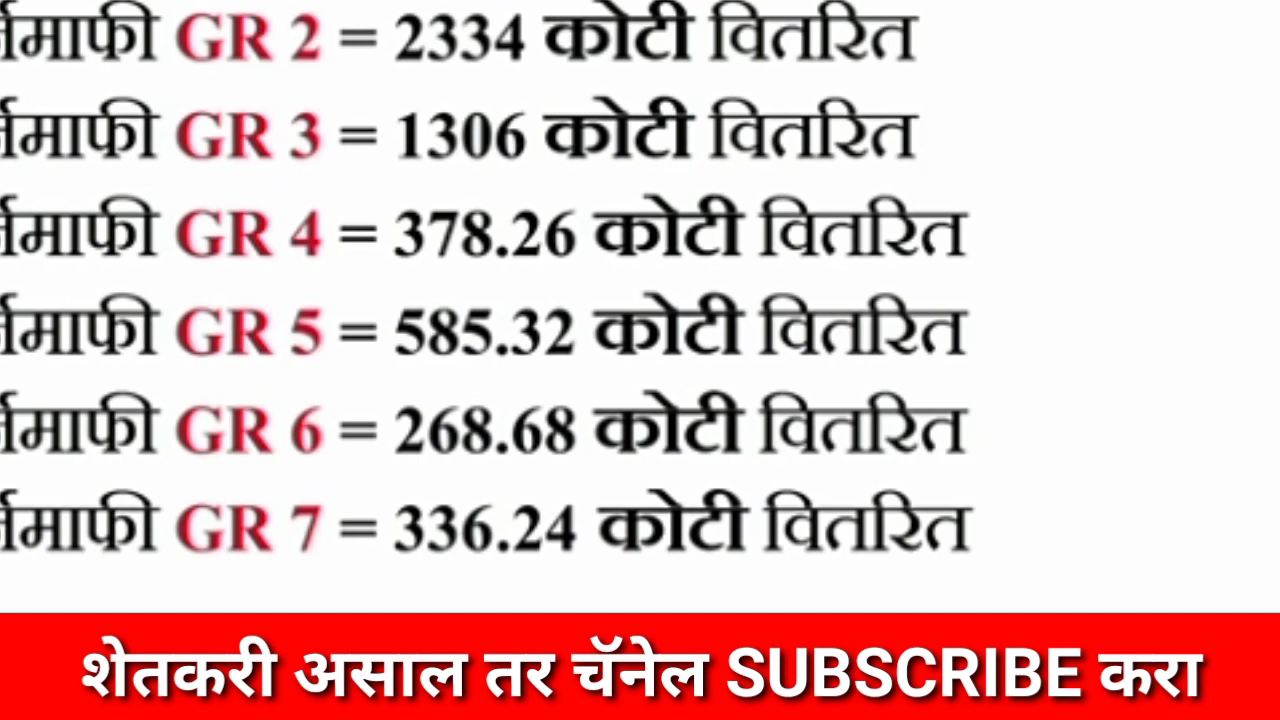 र्जमाफी GR 2 = 2334 कोटी वितरित
र्जमाफी GR 3 = 1306 कोटी वितरित
र्जमाफी GR 4 = 378.26 कोटी वितरित
र्जमाफी GR 5 = 585.32 कोटी वितरित
र्जमाफी GR 6 = 268.68 कोटी वितरित
र्जमाफी GR 7 = 336.24 कोटी वितरित
शेतकरी असाल तर चॅनेल SUBSCRIBE करा